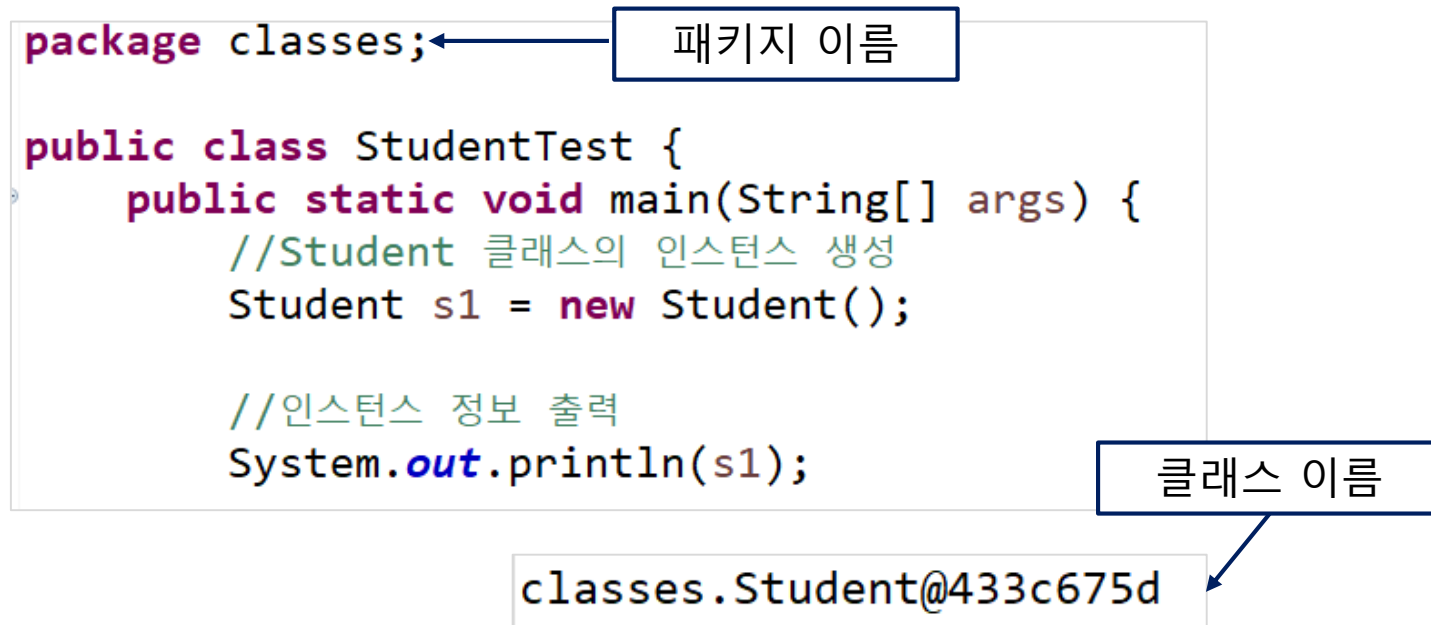 package classes; 패키지 이름
public class StudentTest {
public static void main(String[] args) {
//Student 클래스의 인스턴스 생성
Student s1 = new Student();
//인스턴스 정보 출력
System.out.println(s1);
클래스 이름
classes.Student@433c675d